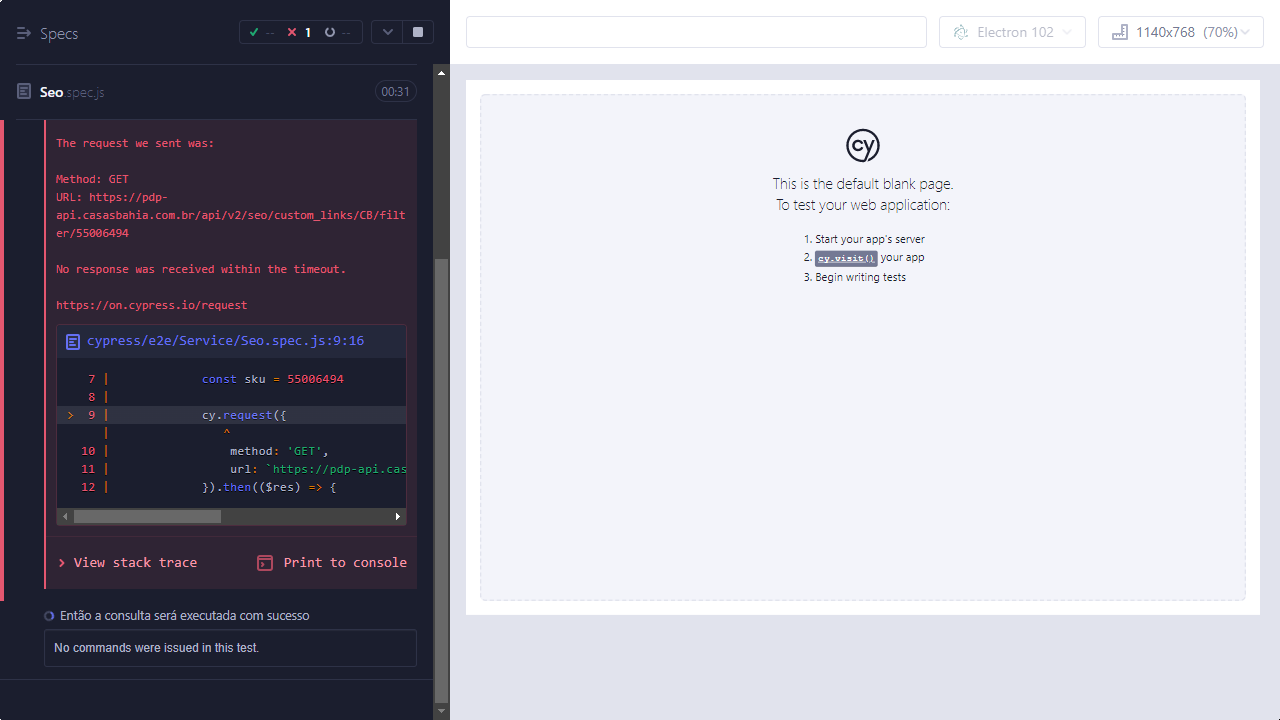 Specs
-- 1 --
Electron 102
1140x768 (70%)
Seo spec.js
00:31
The request we sent was:
Method: GET
URL: https://pdp-
api.casasbahia.com.br/api/v2/seo/custom_links/CB/filt
er/55006494
No response was received within the timeout.
https://on.cypress.io/request
cypress/e2e/Service/Seo.spec.js:9:16
7 | const sku = 55006494
8 |
> 9 | cy.request({
| ^
10 | method: 'GET',
11 | url: `https://pdp-api.cas
12 | }).then(($res) => {
View stack trace
Print to console
Então a consulta será executada com sucesso
No commands were issued in this test.
cy
This is the default blank page.
To test your web application:
1. Start your app's server
2. cy.visit() your app
3. Begin writing tests